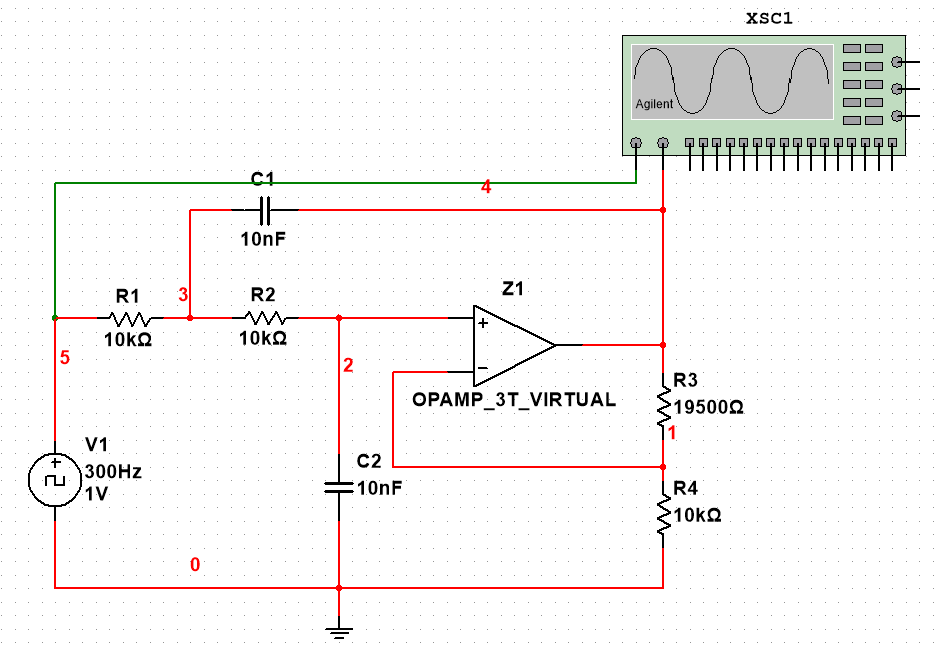 XSC1
Agilent
C1
4
10nF
R1
3
R2
Z1
10kΩ
10kΩ
5
2
OPAMP_3T_VIRTUAL
R3
19500Ω
1
V1
300Hz
1V
C2
10nF
R4
10kΩ
0